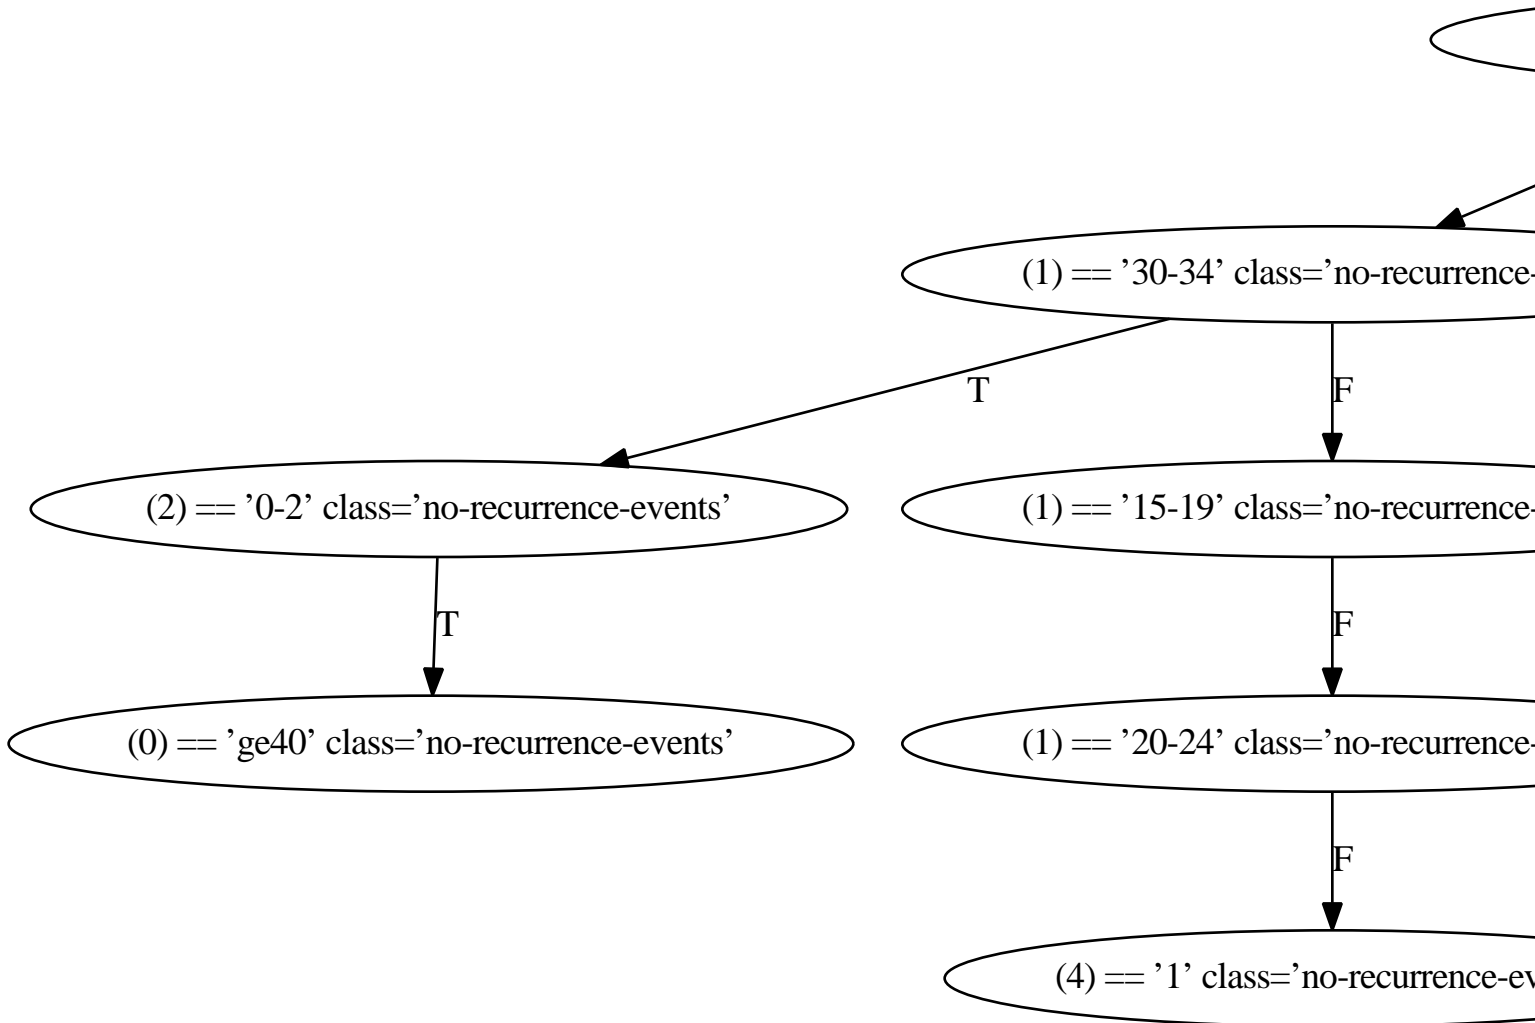 (1) == ’30-34’ class=’no-recurrence-
T
F
(2) == ’0-2’ class=’no-recurrence-events’
(1) == ’15-19’ class=’no-recurrence-
T
F
(0) == ’ge40’ class=’no-recurrence-events’
(1) == ’20-24’ class=’no-recurrence-
F
(4) == ’1’ class=’no-recurrence-ev